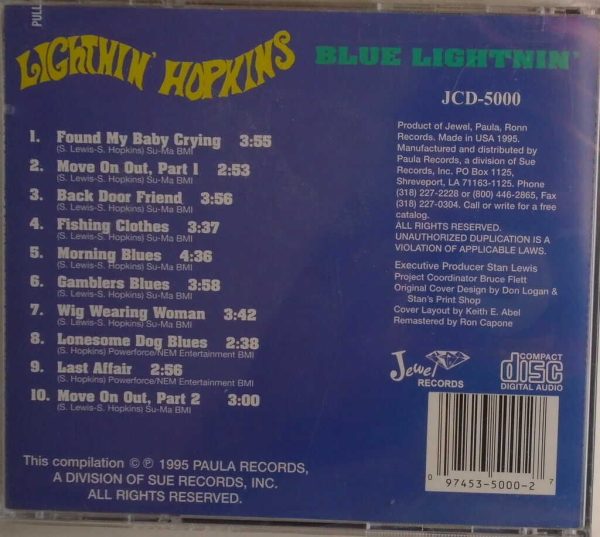 PULL
LIGHTNIN' HOPKINS
BLUE LIGHTNIN'
JCD-5000
1. Found My Baby Crying 3:55
(S. Lewis-S. Hopkins) Su-Ma BMI
2. Move On Out, Part 1 2:53
(S. Lewis-S. Hopkins) Su-Ma BMI
3. Back Door Friend 3:56
(S. Lewis-S. Hopkins) Su-Ma BMI
4. Fishing Clothes 3:37
(S. Lewis-S. Hopkins) Su-Ma BMI
5. Morning Blues 4:36
(S. Lewis-S. Hopkins) Su-Ma BMI
6. Gamblers Blues 3:58
(S. Lewis-S. Hopkins) Su-Ma BMI
7. Wig Wearing Woman 3:42
(S. Lewis-S. Hopkins) Su-Ma BMI
8. Lonesome Dog Blues 2:38
(S. Hopkins) Powerforce/NEM Entertainment BMI
9. Last Affair 2:56
(S. Hopkins) Powerforce/NEM Entertainment BMI
10. Move On Out, Part 2 3:00
(S. Lewis-S. Hopkins) Su-Ma BMI
This compilation © ℗ 1995 PAULA RECORDS,
A DIVISION OF SUE RECORDS, INC.
ALL RIGHTS RESERVED.
Product of Jewel, Paula, Ronn
Records. Made in USA 1995.
Manufactured and distributed by
Paula Records, a division of Sue
Records, Inc. PO Box 1125,
Shreveport, LA 71163-1125. Phone
(318) 227-2228 or (800) 446-2865, Fax
(318) 227-0304. Call or write for a free
catalog.
ALL RIGHTS RESERVED.
UNAUTHORIZED DUPLICATION IS A
VIOLATION OF APPLICABLE LAWS.
Executive Producer Stan Lewis
Project Coordinator Bruce Flett
Original Cover Design by Don Logan &
Stan's Print Shop
Cover Layout by Keith E. Abel
Remastered by Ron Capone
Jewel
RECORDS
COMPACT
disc
DIGITAL AUDIO
0 97453-5000-2 7